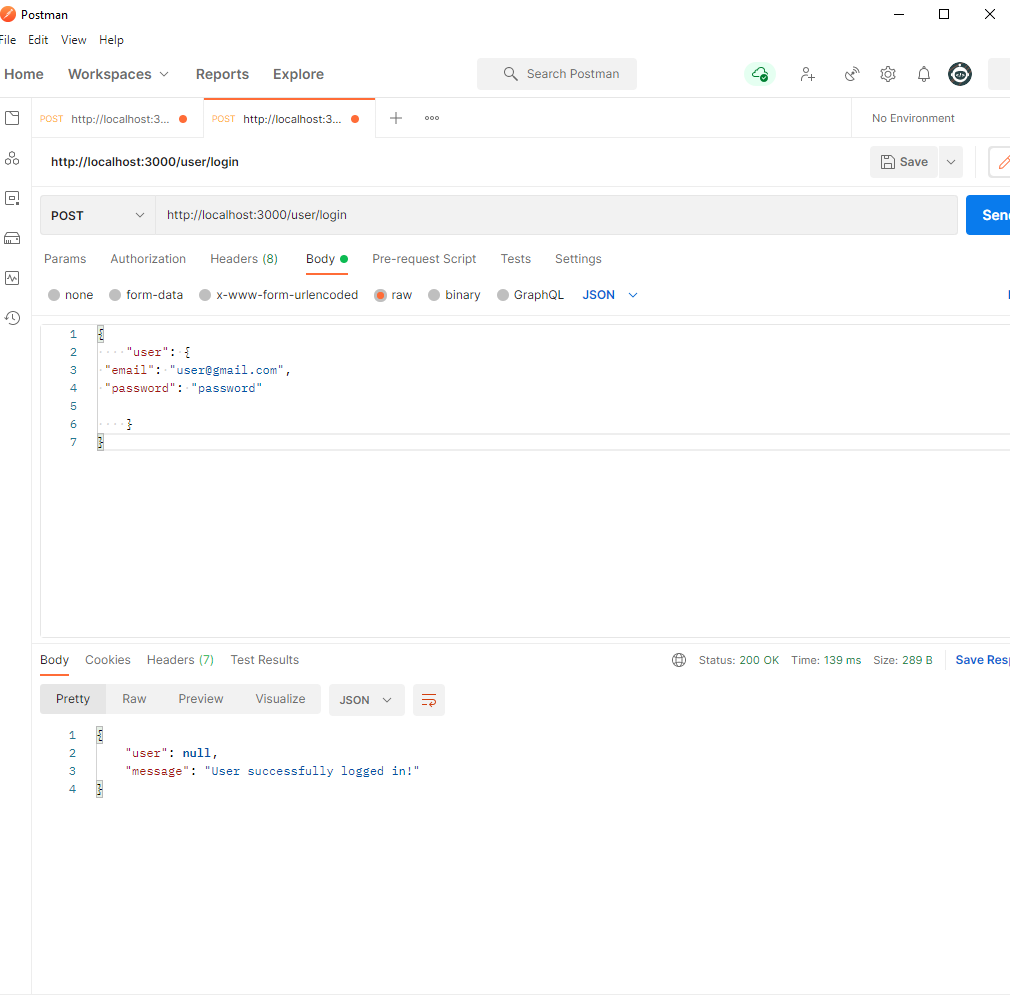 Postman
File Edit View Help
Home Workspaces Reports Explore Search Postman
POST http://localhost:3... POST http://localhost:3... No Environment
http://localhost:3000/user/login Save
POST http://localhost:3000/user/login Sen
Params Authorization Headers (8) Body Pre-request Script Tests Settings
none form-data x-www-form-urlencoded raw binary GraphQL JSON
1 {
2 "user": {
3 "email": "user@gmail.com",
4 "password": "password"
5
6 }
7 }
Body Cookies Headers (7) Test Results Status: 200 OK Time: 139 ms Size: 289 B Save Resp
Pretty Raw Preview Visualize JSON
1 {
2 "user": null,
3 "message": "User successfully logged in!"
4 }